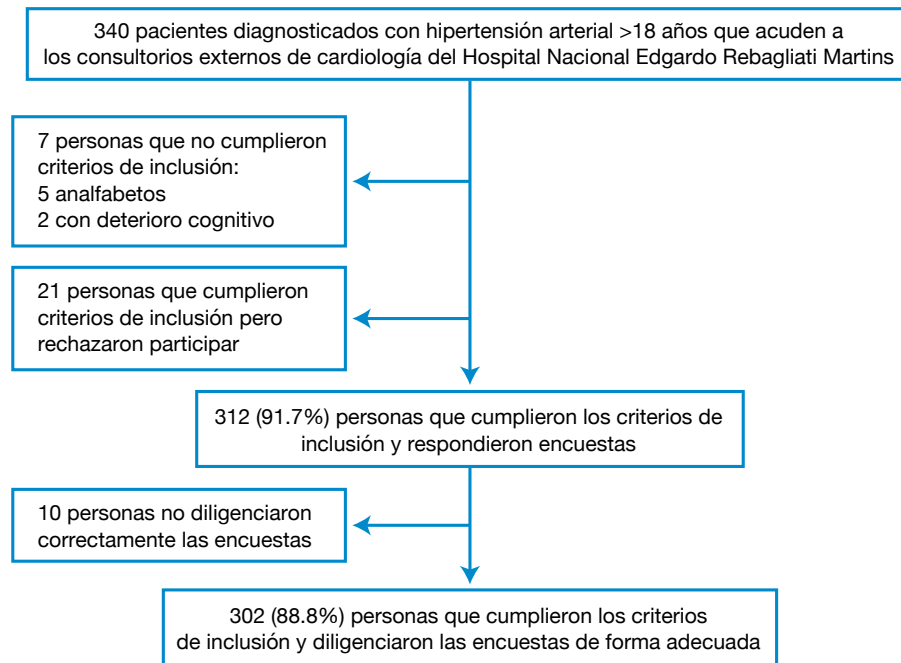 340 pacientes diagnosticados con hipertensión arterial >18 años que acuden a
los consultorios externos de cardiología del Hospital Nacional Edgardo Rebagliati Martins
7 personas que no cumplieron
criterios de inclusión:
5 analfabetos
2 con deterioro cognitivo
21 personas que cumplieron
criterios de inclusión pero
rechazaron participar
312 (91.7%) personas que cumplieron los criterios de
inclusión y respondieron encuestas
10 personas no diligenciaron
correctamente las encuestas
302 (88.8%) personas que cumplieron los criterios
de inclusión y diligenciaron las encuestas de forma adecuada